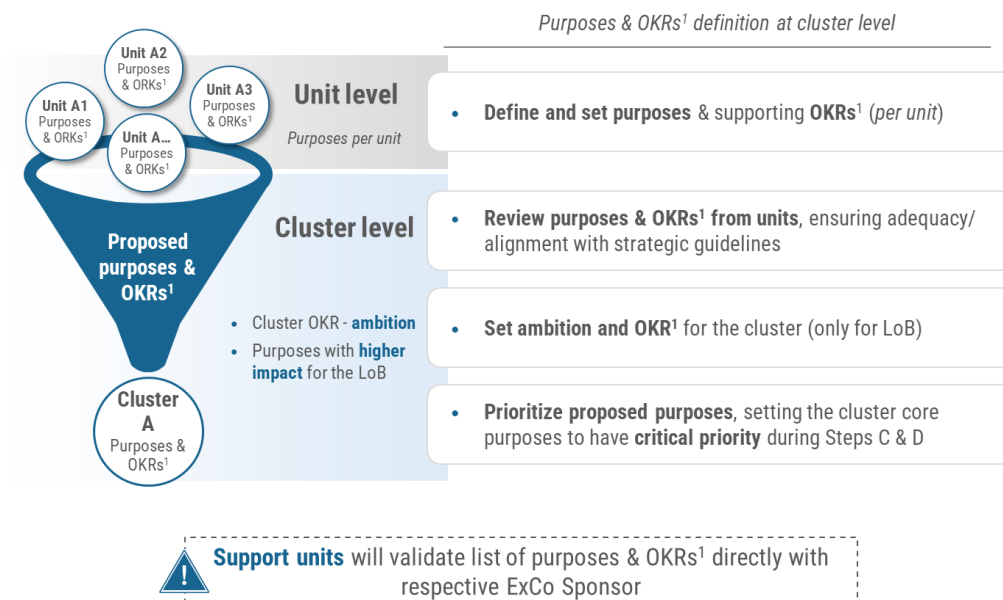 Purposes & OKRs¹ definition at cluster level
Unit A2
Purposes
& ORKs¹
Unit A1
Purposes
& ORKs¹
Unit A3
Purposes
& ORKs¹
Unit A...
Purposes
& ORKs¹
Unit level
Purposes per unit
• Define and set purposes & supporting OKRs¹ (per unit)
Proposed
purposes &
OKRs¹
Cluster level
• Cluster OKR - ambition
• Purposes with higher
impact for the LoB
• Review purposes & OKRs¹ from units, ensuring adequacy/
alignment with strategic guidelines
• Set ambition and OKR¹ for the cluster (only for LoB)
• Prioritize proposed purposes, setting the cluster core
purposes to have critical priority during Steps C & D
Cluster
A
Purposes &
OKRs¹
!
Support units will validate list of purposes & OKRs¹ directly with
respective ExCo Sponsor